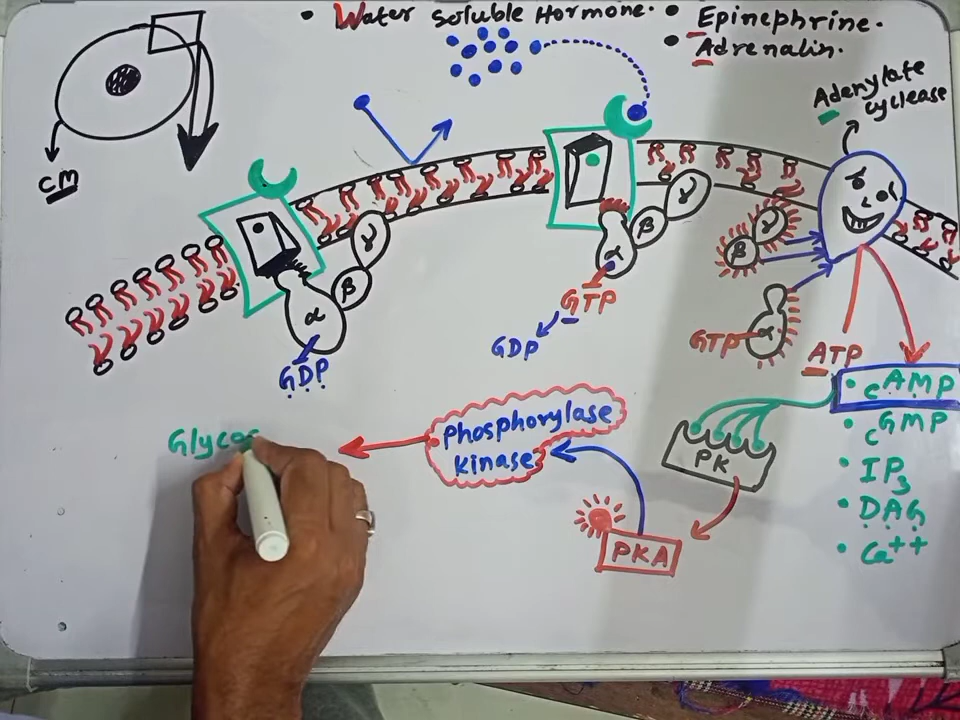 • Water Soluble Hormone.
• Epinephrine.
• Adrenalin.
Adenylate
cyclease
CM
γ
β
α
GDP
γ
β
α
GTP
GDP
γ
β
α
GTP
ATP
• cAMP
• cGMP
• IP3
• DAG
• Ca++
PK
PKA
Phosphorylase
kinase
Glycog